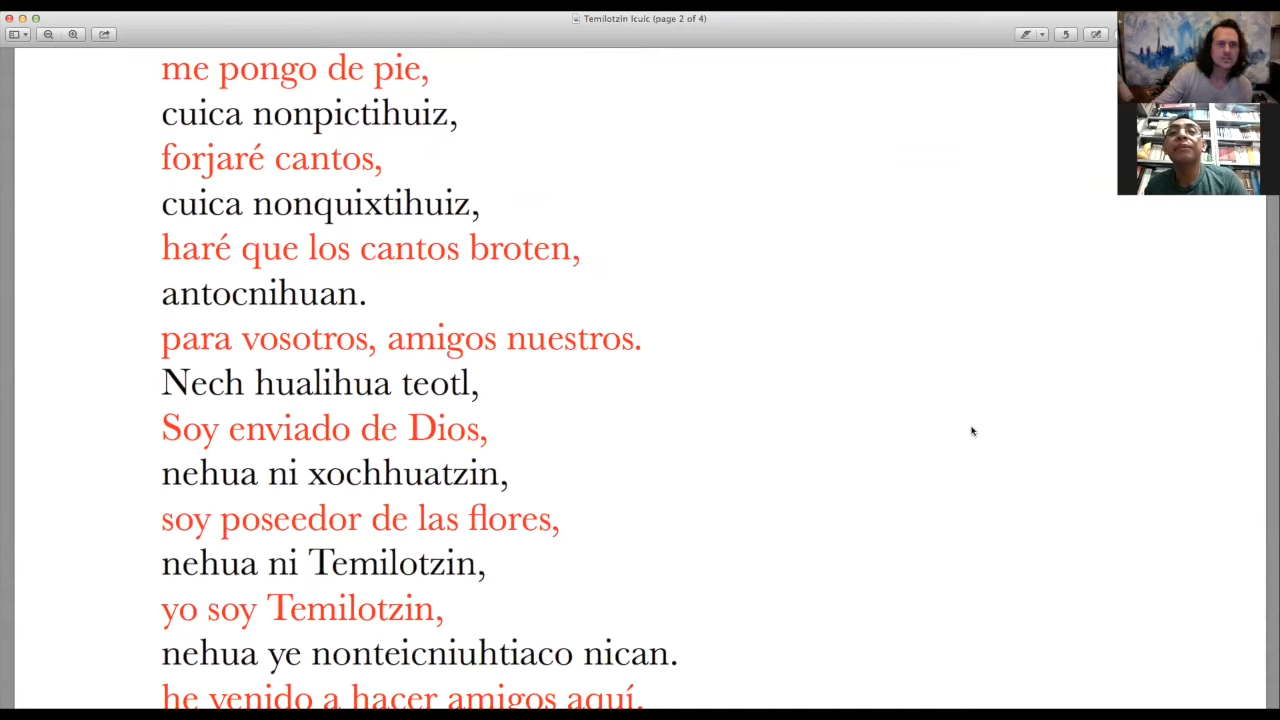 Temilotzin Icuic (page 2 of 4)
me pongo de pie,
cuica nonpictihuiz,
forjaré cantos,
cuica nonquixtihuiz,
haré que los cantos broten,
antocnihuan.
para vosotros, amigos nuestros.
Nech hualihua teotl,
Soy enviado de Dios,
nehua ni xochhuatzin,
soy poseedor de las flores,
nehua ni Temilotzin,
yo soy Temilotzin,
nehua ye nonteicniuhtiaco nican.
he venido a hacer amigos aquí.